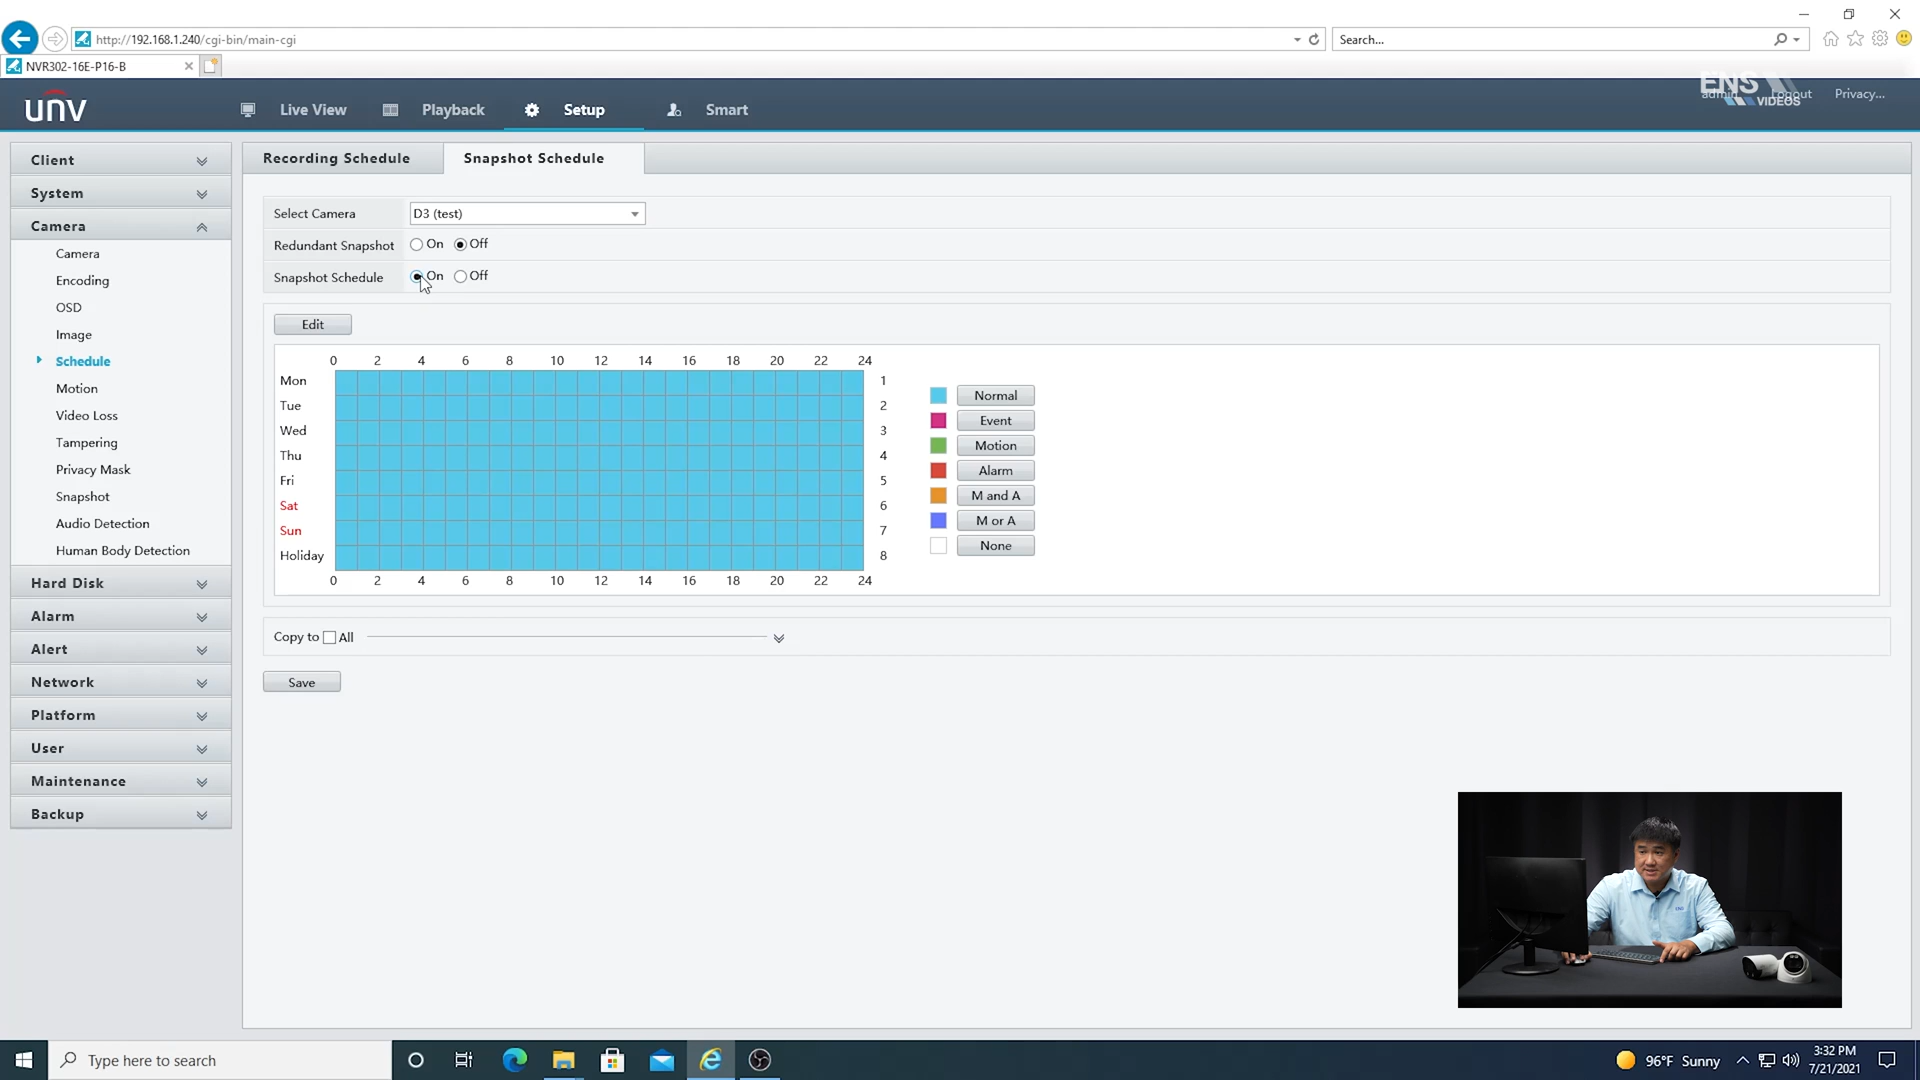 http://192.168.1.240/cgi-bin/main-cgi
Search...
NVR302-16E-P16-B
unv
Live View
Playback
Setup
Smart
ENS VIDEOS
admin
Logout
Privacy...
Client
System
Camera
Camera
Encoding
OSD
Image
Schedule
Motion
Video Loss
Tampering
Privacy Mask
Snapshot
Audio Detection
Human Body Detection
Hard Disk
Alarm
Alert
Network
Platform
User
Maintenance
Backup
Recording Schedule
Snapshot Schedule
Select Camera D3 (test)
Redundant Snapshot On Off
Snapshot Schedule On Off
Edit
0 2 4 6 8 10 12 14 16 18 20 22 24
Mon 1
Tue 2
Wed 3
Thu 4
Fri 5
Sat 6
Sun 7
Holiday 8
0 2 4 6 8 10 12 14 16 18 20 22 24
Normal
Event
Motion
Alarm
M and A
M or A
None
Copy to All
Save
ENS
Type here to search
96°F Sunny
3:32 PM
7/21/2021